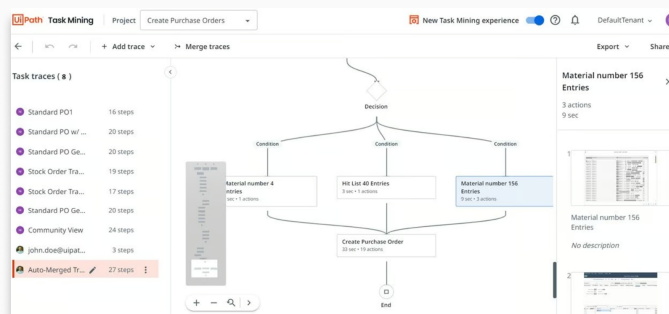 UiPath Task Mining
Project
Create Purchase Orders
New Task Mining experience
DefaultTenant
Add trace
Merge traces
Export
Share
Task traces ( 8 )
Standard PO1 16 steps
Standard PO w/ ... 20 steps
Standard PO Ge... 20 steps
Stock Order Tra... 19 steps
Stock Order Tra... 17 steps
Standard PO Ge... 20 steps
Community View 24 steps
john.doe@uipat... 3 steps
Auto-Merged Tr... 27 steps
Decision
Condition
Condition
Condition
Material number 4
ntries
sec • 1 actions
Hit List 40 Entries
3 sec • 1 actions
Material number 156
Entries
9 sec • 3 actions
Create Purchase Order
33 sec • 19 actions
End
Material number 156
Entries
3 actions
9 sec
1
Material number 156
Entries
No description
2